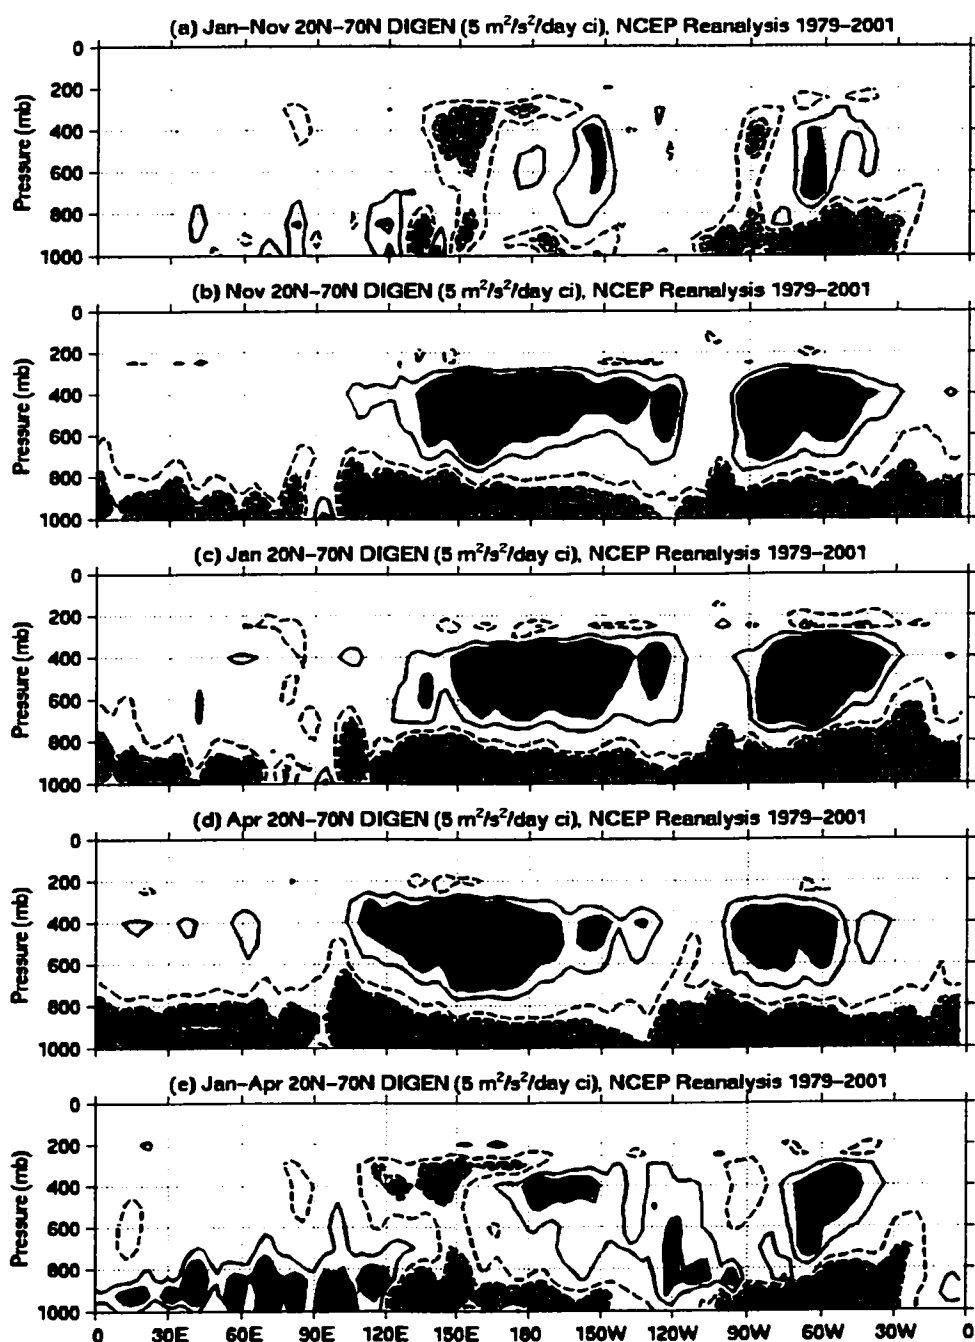 (a) Jan–Nov 20N–70N DIGEN (5 m²/s²/day ci), NCEP Reanalysis 1979–2001
0
200
400
600
800
1000
Pressure (mb)
(b) Nov 20N–70N DIGEN (5 m²/s²/day ci), NCEP Reanalysis 1979–2001
0
200
400
600
800
1000
Pressure (mb)
(c) Jan 20N–70N DIGEN (5 m²/s²/day ci), NCEP Reanalysis 1979–2001
0
200
400
600
800
1000
Pressure (mb)
(d) Apr 20N–70N DIGEN (5 m²/s²/day ci), NCEP Reanalysis 1979–2001
0
200
400
600
800
1000
Pressure (mb)
(e) Jan–Apr 20N–70N DIGEN (5 m²/s²/day ci), NCEP Reanalysis 1979–2001
0
200
400
600
800
1000
Pressure (mb)
0 30E 60E 90E 120E 150E 180 150W 120W 90W 60W 30W 0